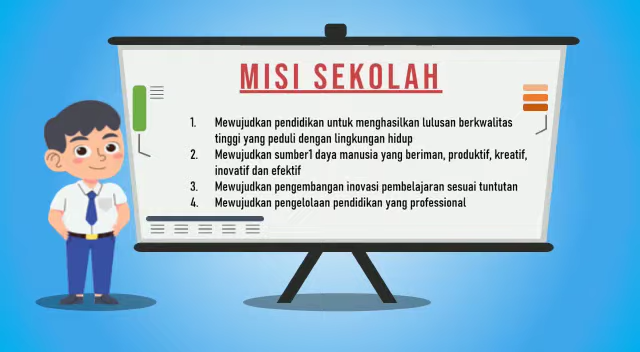 MISI SEKOLAH
1. Mewujudkan pendidikan untuk menghasilkan lulusan berkwalitas
tinggi yang peduli dengan lingkungan hidup
2. Mewujudkan sumber1 daya manusia yang beriman, produktif, kreatif,
inovatif dan efektif
3. Mewujudkan pengembangan inovasi pembelajaran sesuai tuntutan
4. Mewujudkan pengelolaan pendidikan yang professional